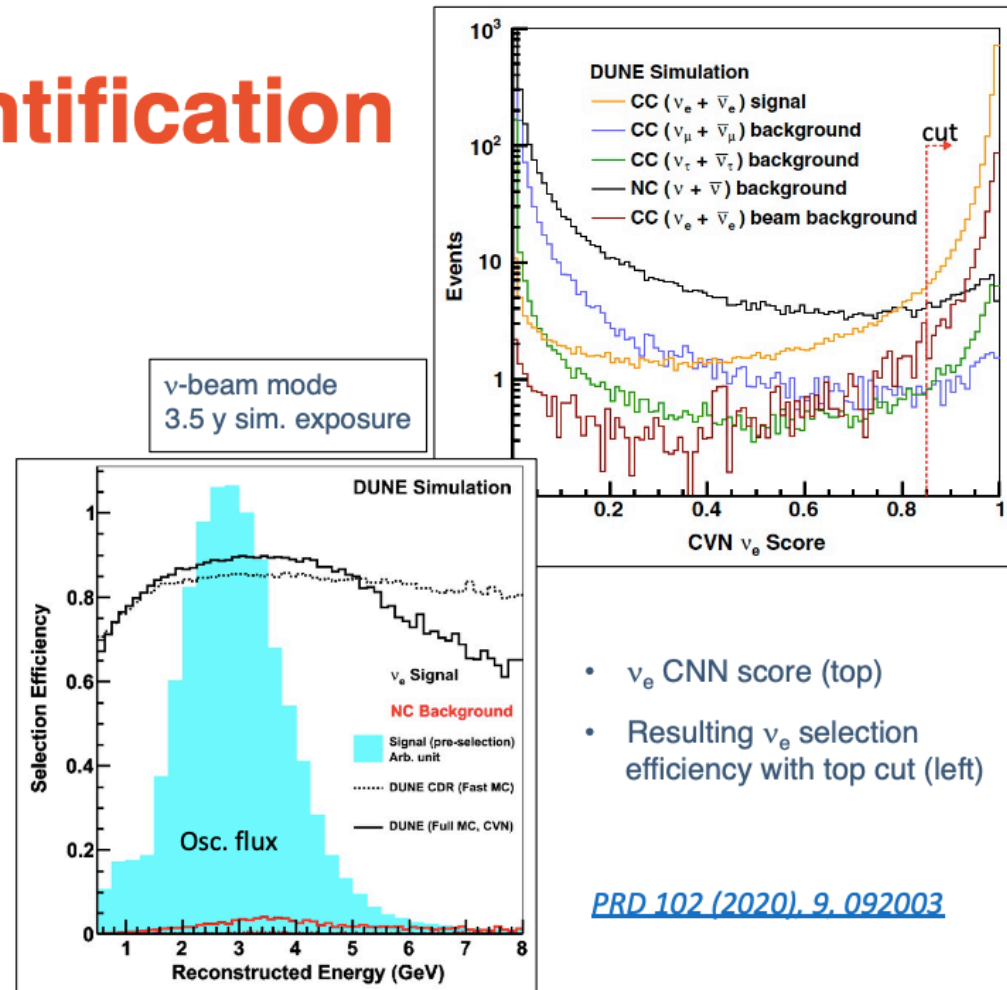 ntification
10³
10²
10
1
Events
DUNE Simulation
CC (νₑ + ν̄ₑ) signal
CC (ν_μ + ν̄_μ) background
CC (ν_τ + ν̄_τ) background
NC (ν + ν̄) background
CC (νₑ + ν̄ₑ) beam background
cut
0.2 0.4 0.6 0.8 1
CVN νₑ Score
ν-beam mode
3.5 y sim. exposure
DUNE Simulation
1
0.8
0.6
0.4
0.2
0
Selection Efficiency
νₑ Signal
NC Background
Signal (pre-selection)
Arb. unit
DUNE CDR (Fast MC)
DUNE (Full MC, CVN)
Osc. flux
1 2 3 4 5 6 7 8
Reconstructed Energy (GeV)
• νₑ CNN score (top)
• Resulting νₑ selection
efficiency with top cut (left)
PRD 102 (2020), 9, 092003